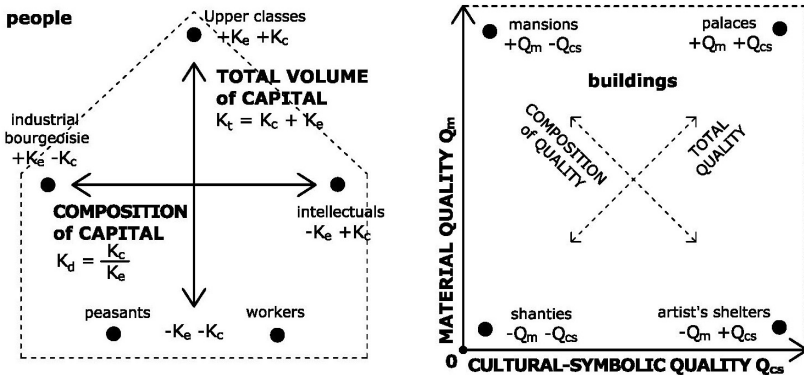 people
Upper classes
+Ke +Kc
TOTAL VOLUME
of CAPITAL
Kt = Kc + Ke
industrial
bourgeoisie
+Ke -Kc
COMPOSITION
of CAPITAL
Kd = Kc
Ke
intellectuals
-Ke +Kc
peasants
-Ke -Kc
workers
MATERIAL QUALITY Qm
mansions
+Qm -Qcs
palaces
+Qm +Qcs
buildings
COMPOSITION
of QUALITY
TOTAL
QUALITY
shanties
-Qm -Qcs
artist's shelters
-Qm +Qcs
0 CULTURAL-SYMBOLIC QUALITY Qcs